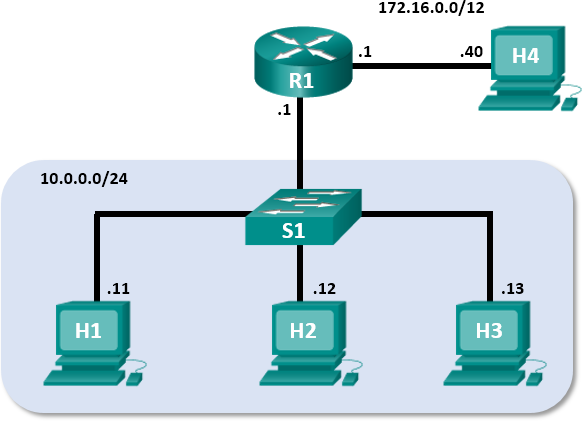 172.16.0.0/12
R1
.1
.40
H4
.1
10.0.0.0/24
S1
.11
.12
.13
H1
H2
H3